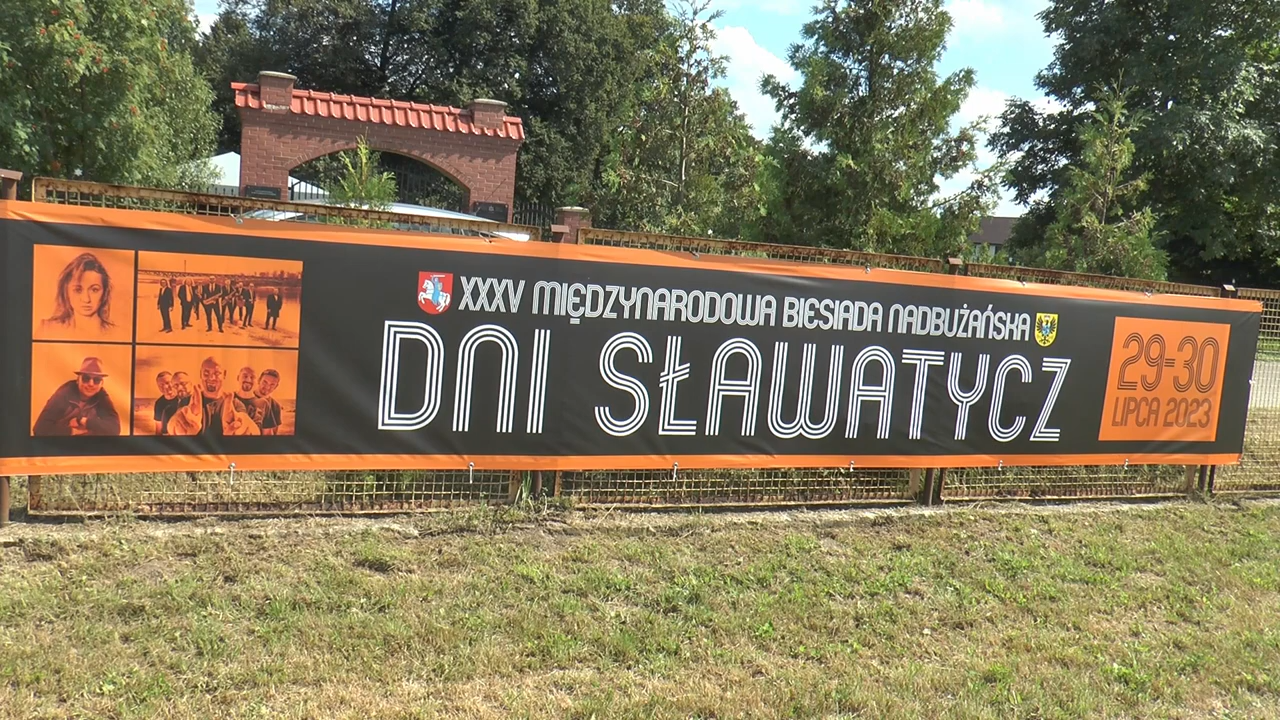 XXXV MIĘDZYNARODOWA BIESIADA NADBUŻAŃSKA
DNI SŁAWATYCZ
29-30
LIPCA 2023